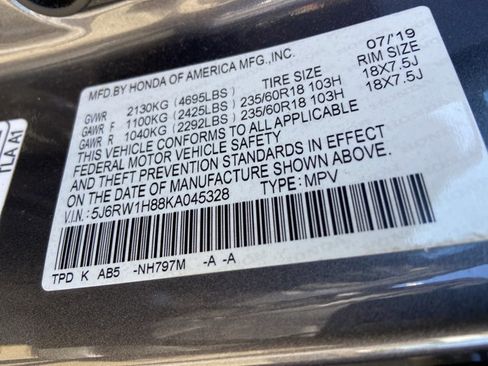 MFD BY HONDA OF AMERICA MFG.,INC. 07/'19
TIRE SIZE RIM SIZE
GVWR 2130KG (4695LBS)
GAWR F 1100KG (2425LBS) 235/60R18 103H 18X7.5J
GAWR R 1040KG (2292LBS) 235/60R18 103H 18X7.5J
THIS VEHICLE CONFORMS TO ALL APPLICABLE
FEDERAL MOTOR VEHICLE SAFETY
AND THEFT PREVENTION STANDARDS IN EFFECT
ON THE DATE OF MANUFACTURE SHOWN ABOVE.
V.I.N: 5J6RW1H88KA045328 TYPE: MPV
TPD K AB5 -NH797M -A -A
TLA A1